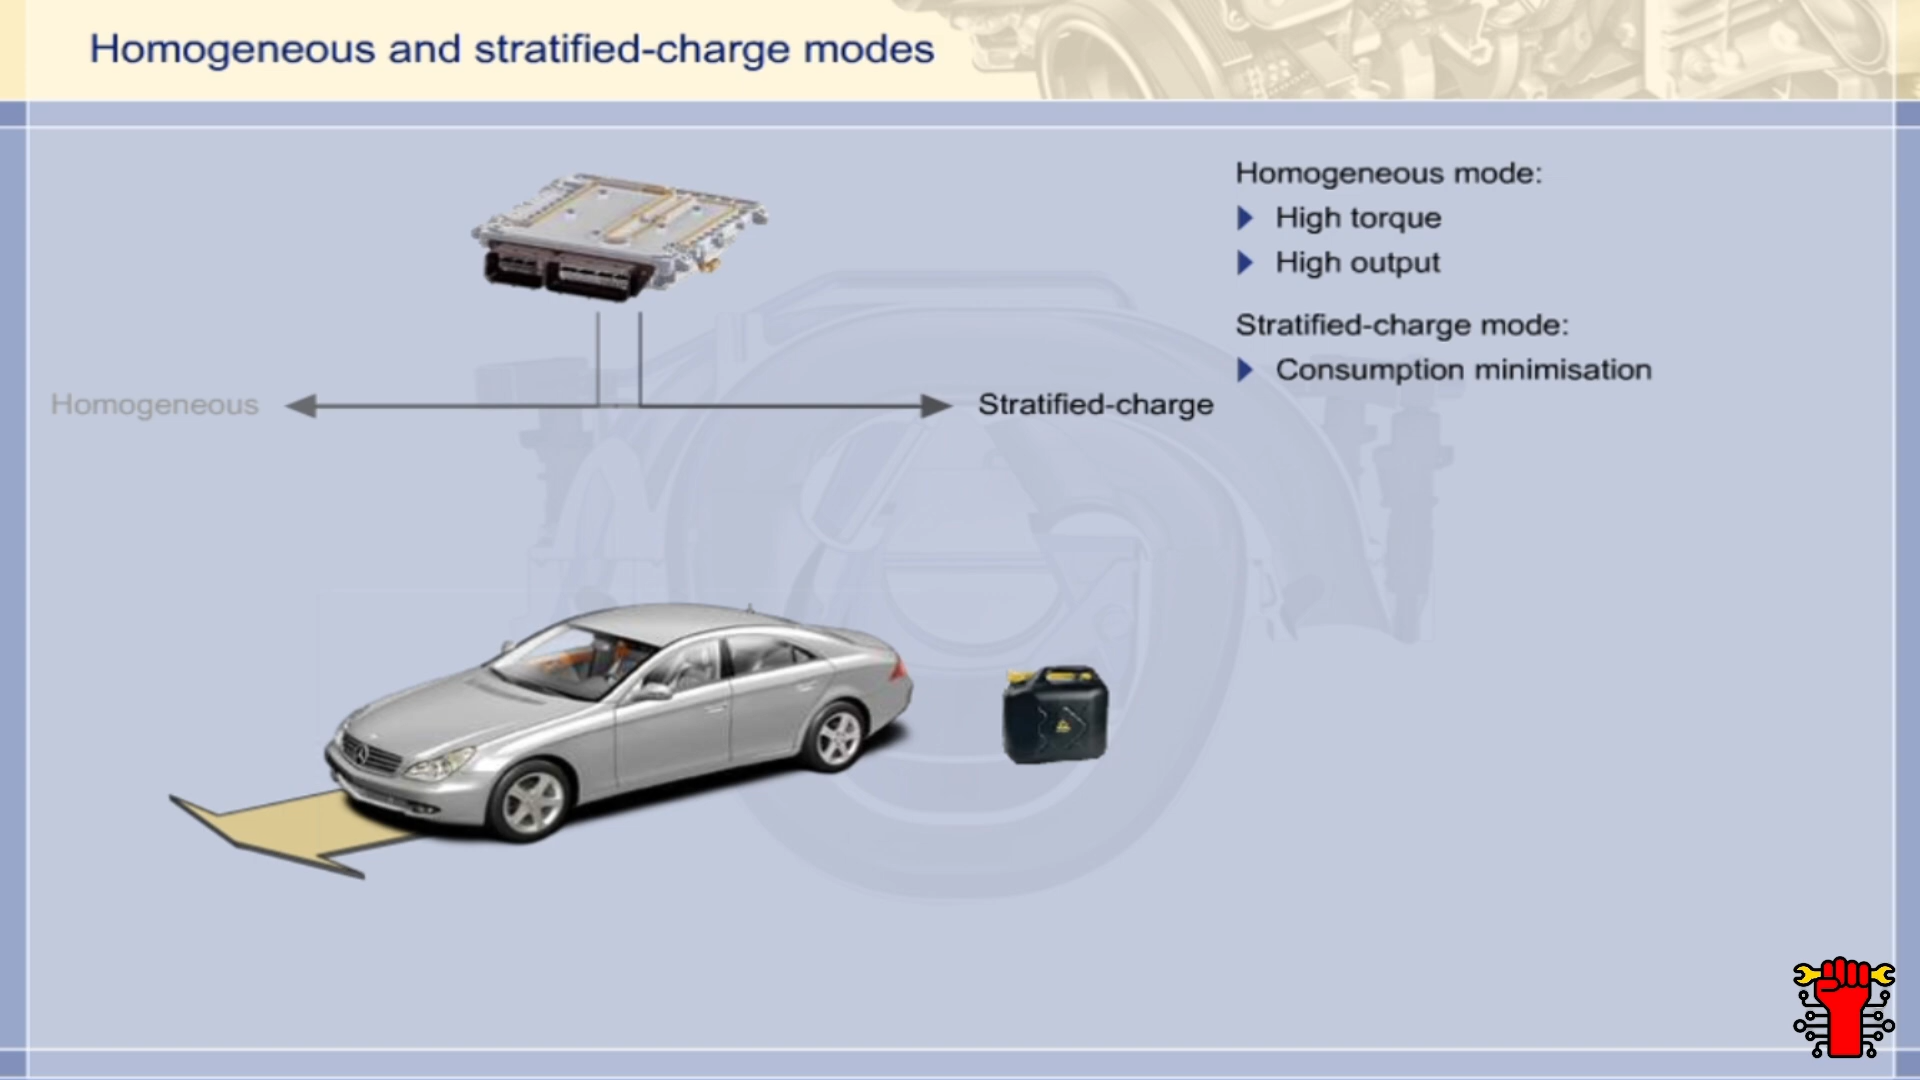 Homogeneous and stratified-charge modes
Homogeneous mode:
High torque
High output
Stratified-charge mode:
Consumption minimisation
Homogeneous
Stratified-charge